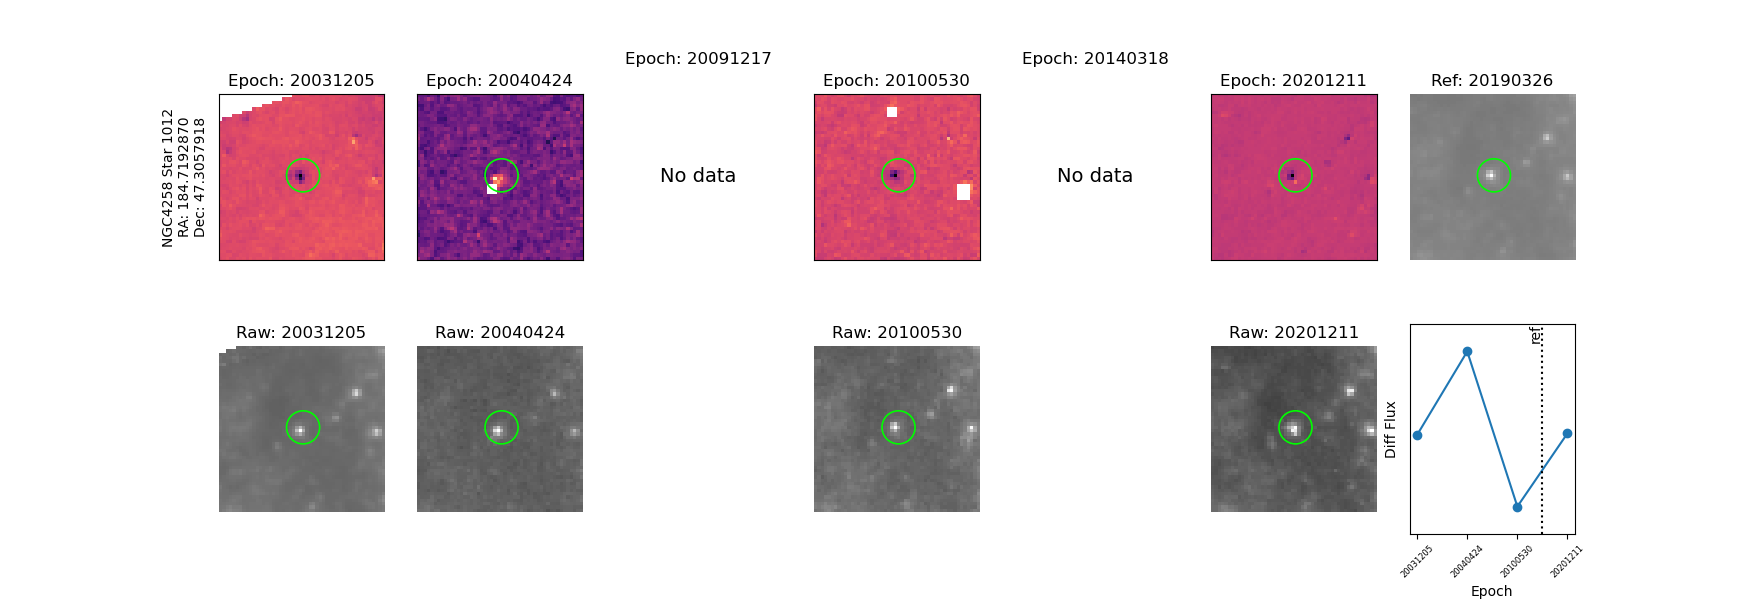 Epoch: 20091217
Epoch: 20140318
Epoch: 20031205
Epoch: 20040424
Epoch: 20100530
Epoch: 20201211
Ref: 20190326
NGC4258 Star 1012
RA: 184.7192870
Dec: 47.3057918
No data
No data
Raw: 20031205
Raw: 20040424
Raw: 20100530
Raw: 20201211
ref
Diff Flux
20031205
20040424
20100530
20201211
Epoch